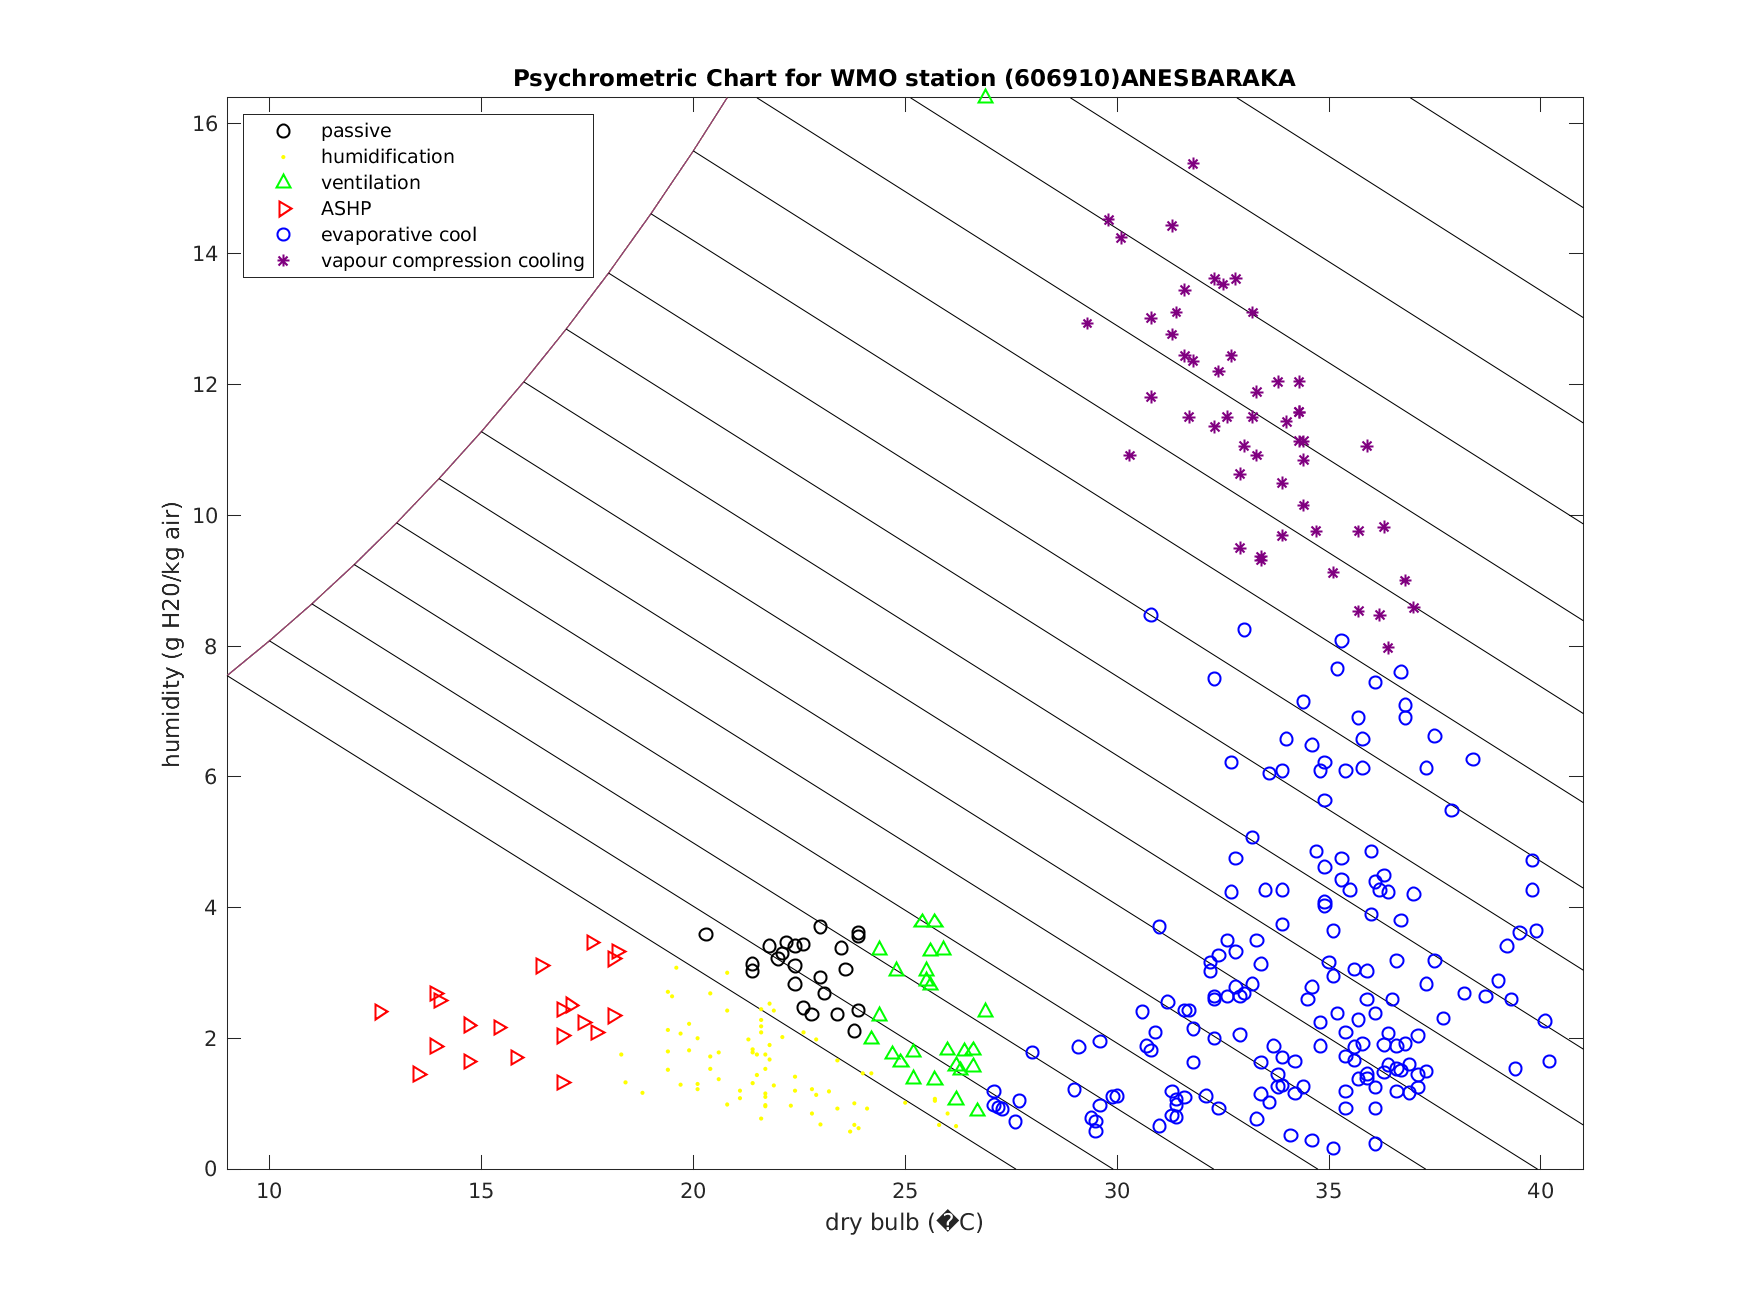 Psychrometric Chart for WMO station (606910)ANESBARAKA
passive
humidification
ventilation
ASHP
evaporative cool
vapour compression cooling
16
14
12
10
8
6
4
2
0
humidity (g H20/kg air)
10 15 20 25 30 35 40
dry bulb (�C)